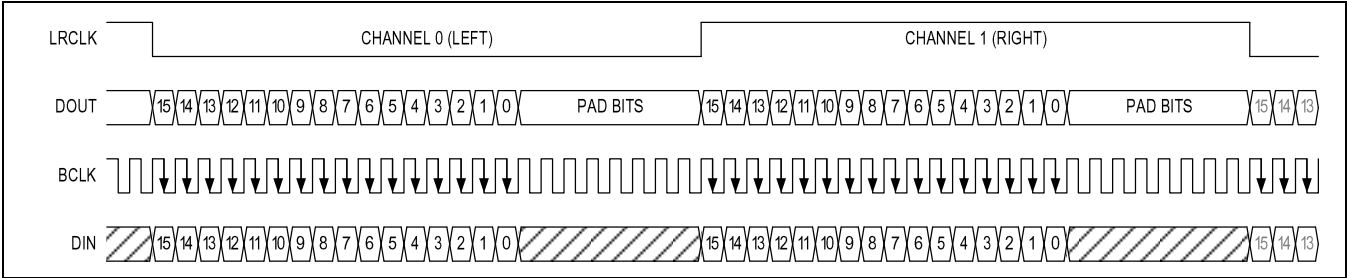 LRCLK CHANNEL 0 (LEFT) CHANNEL 1 (RIGHT)
DOUT 15 14 13 12 11 10 9 8 7 6 5 4 3 2 1 0 PAD BITS 15 14 13 12 11 10 9 8 7 6 5 4 3 2 1 0 PAD BITS 15 14 13
BCLK
DIN 15 14 13 12 11 10 9 8 7 6 5 4 3 2 1 0 15 14 13 12 11 10 9 8 7 6 5 4 3 2 1 0 15 14 13